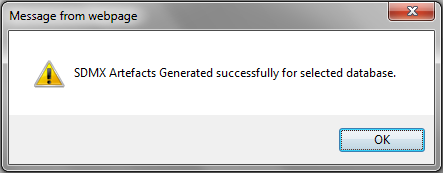 Message from webpage
SDMX Artefacts Generated successfully for selected database.
OK